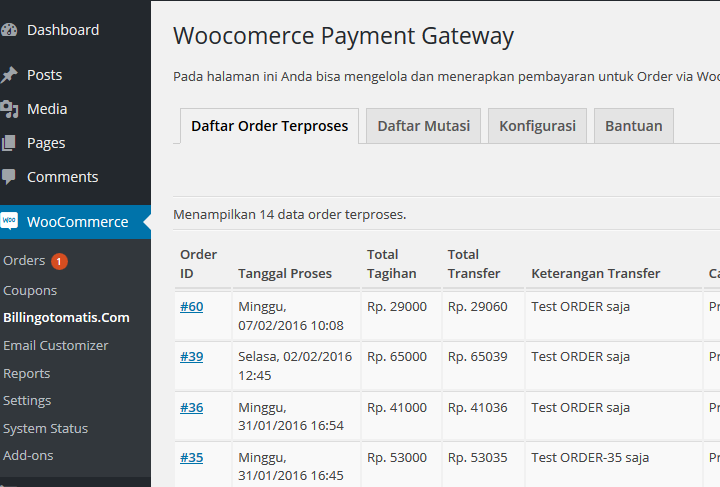 Dashboard
Posts
Media
Pages
Comments
WooCommerce
Orders 1
Coupons
Billingotomatis.Com
Email Customizer
Reports
Settings
System Status
Add-ons
Woocomerce Payment Gateway
Pada halaman ini Anda bisa mengelola dan menerapkan pembayaran untuk Order via Woo
Daftar Order Terproses Daftar Mutasi Konfigurasi Bantuan
Menampilkan 14 data order terproses.
Order Total Total
ID Tanggal Proses Tagihan Transfer Keterangan Transfer Ca
#60 Minggu, Rp. 29000 Rp. 29060 Test ORDER saja Pr
07/02/2016 10:08
#39 Selasa, 02/02/2016 Rp. 65000 Rp. 65039 Test ORDER saja Pr
12:45
#36 Minggu, Rp. 41000 Rp. 41036 Test ORDER saja Pr
31/01/2016 16:54
#35 Minggu, Rp. 53000 Rp. 53035 Test ORDER-35 saja Pr
31/01/2016 16:45